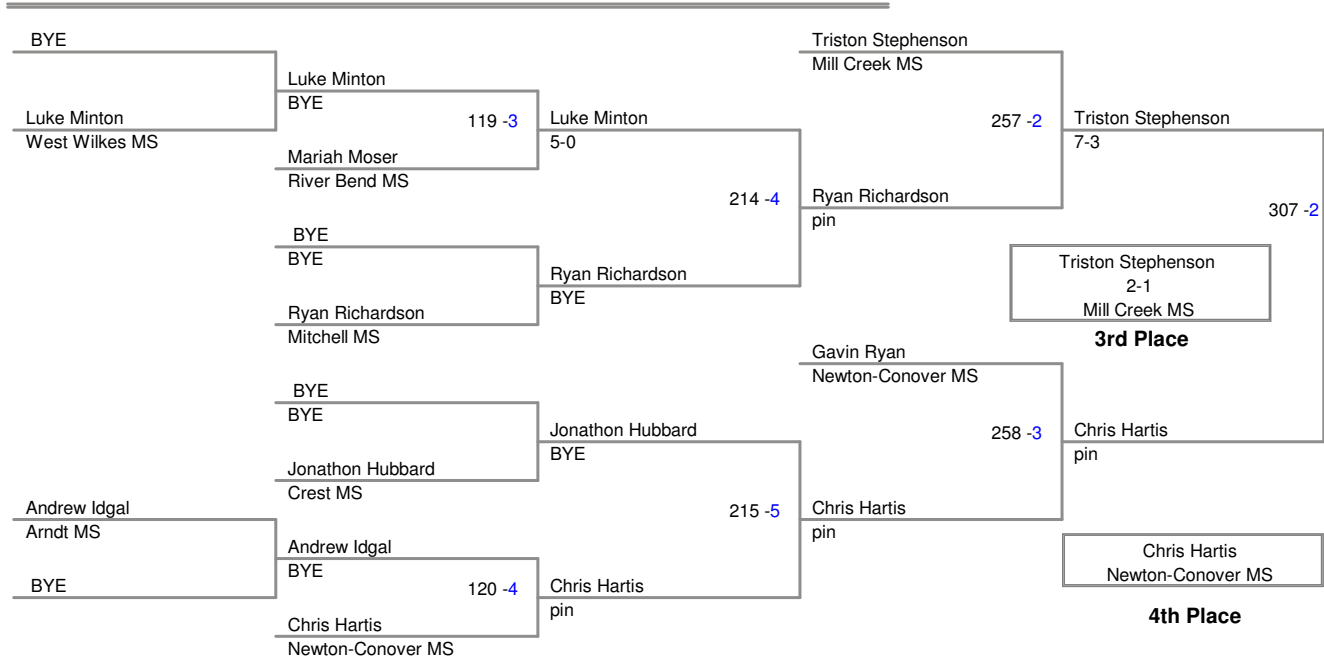 BYE
Luke Minton
West Wilkes MS
Luke Minton
BYE
119 -3
Mariah Moser
River Bend MS
Luke Minton
5-0
BYE
BYE
Ryan Richardson
Mitchell MS
Ryan Richardson
BYE
214 -4
Triston Stephenson
Mill Creek MS
Ryan Richardson
pin
257 -2
Triston Stephenson
7-3
307 -2
Triston Stephenson
2-1
Mill Creek MS
3rd Place
BYE
BYE
Jonathon Hubbard
Crest MS
Jonathon Hubbard
BYE
Andrew Idgal
Arndt MS
BYE
Andrew Idgal
BYE
120 -4
Chris Hartis
Newton-Conover MS
Chris Hartis
pin
215 -5
Gavin Ryan
Newton-Conover MS
Chris Hartis
pin
258 -3
Chris Hartis
pin
Chris Hartis
Newton-Conover MS
4th Place